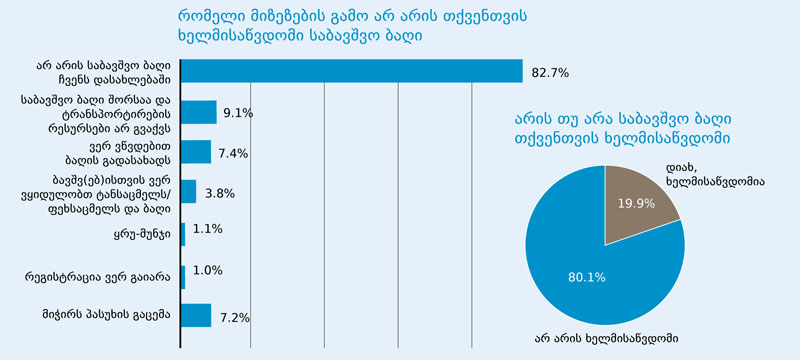 რომელი მიზეზების გამო არ არის თქვენთვის
ხელმისაწვდომი საბავშვო ბაღი
არ არის საბავშვო ბაღი
ჩვენს დასახლებაში
82.7%
საბავშვო ბაღი შორსაა და
ტრანსპორტირების
რესურსები არ გვაქვს
9.1%
ვერ ვწვდებით
ბაღის გადასახადს
7.4%
ბავშვ(ებ)ისთვის ვერ
ვყიდულობთ ტანსაცმელს/
ფეხსაცმელს და ბაღი
3.8%
ყრუ-მუნჯი
1.1%
რეგისტრაცია ვერ გაიარა
1.0%
მიჭირს პასუხის გაცემა
7.2%
არის თუ არა საბავშვო ბაღი
თქვენთვის ხელმისაწვდომი
დიახ,
ხელმისაწვდომია
19.9%
80.1%
არ არის ხელმისაწვდომი